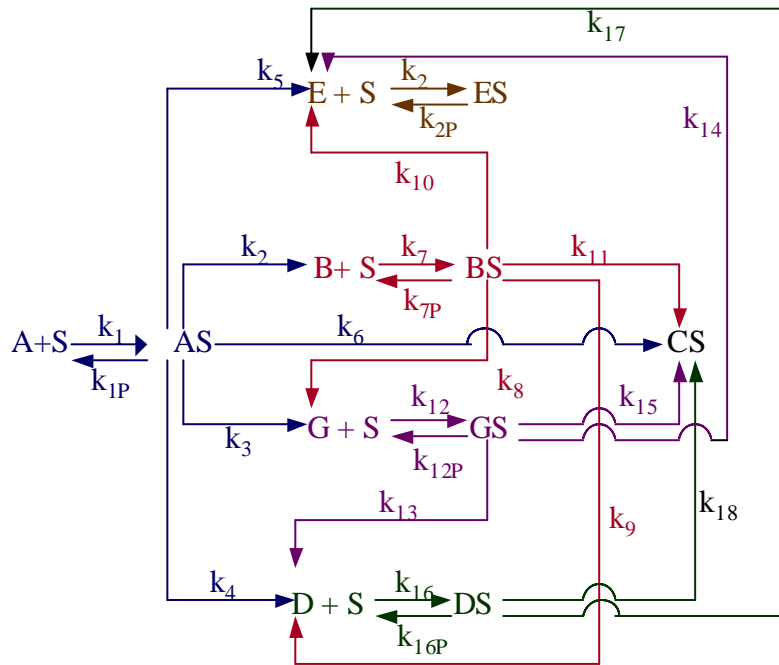 k17
k5 E + S k2 ES
k2P
k14
k10
k2 B+ S k7 BS k11
k7P
A+S k1 AS k6 CS
k1P
k8
k3 G + S k12 GS k15
k12P
k13 k9 k18
k4 D + S k16 DS
k16P